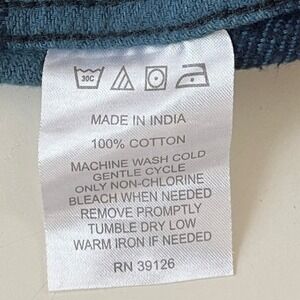 30C
MADE IN INDIA
100% COTTON
MACHINE WASH COLD
GENTLE CYCLE
ONLY NON-CHLORINE
BLEACH WHEN NEEDED
REMOVE PROMPTLY
TUMBLE DRY LOW
WARM IRON IF NEEDED
RN 39126